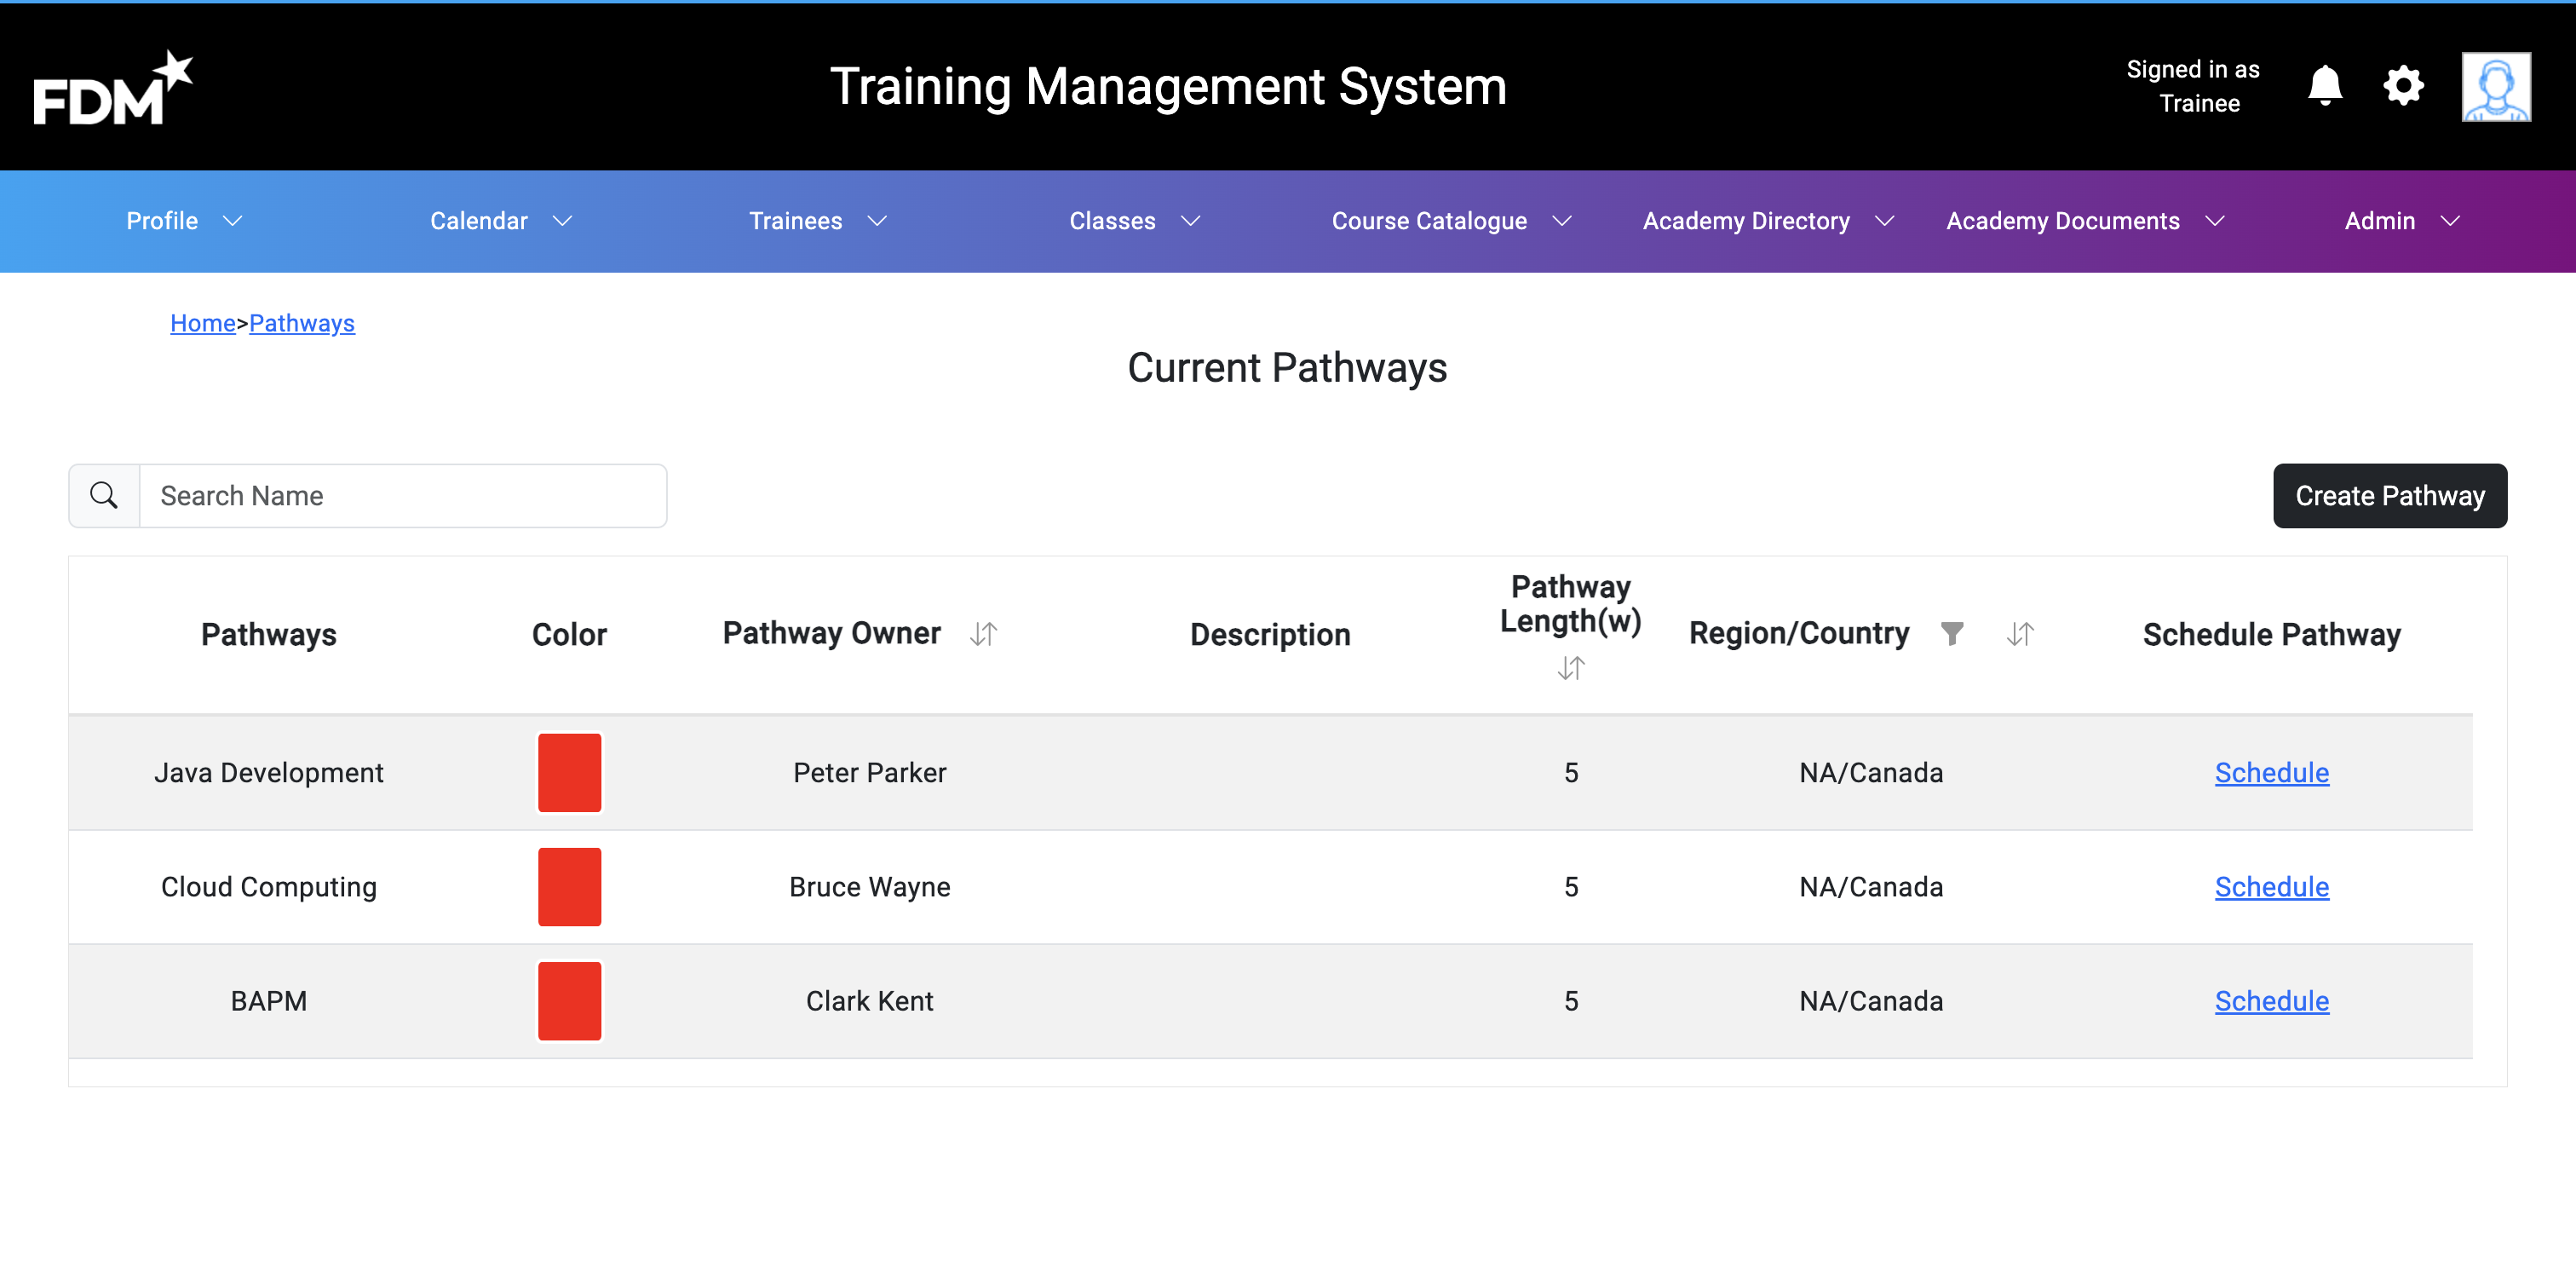 FDM
Training Management System
Signed in as
Trainee
Profile
Calendar
Trainees
Classes
Course Catalogue
Academy Directory
Academy Documents
Admin
Home>Pathways
Current Pathways
Search Name
Create Pathway
Pathways
Color
Pathway Owner
Description
Pathway
Length(w)
Region/Country
Schedule Pathway
Java Development
Peter Parker
5
NA/Canada
Schedule
Cloud Computing
Bruce Wayne
5
NA/Canada
Schedule
BAPM
Clark Kent
5
NA/Canada
Schedule